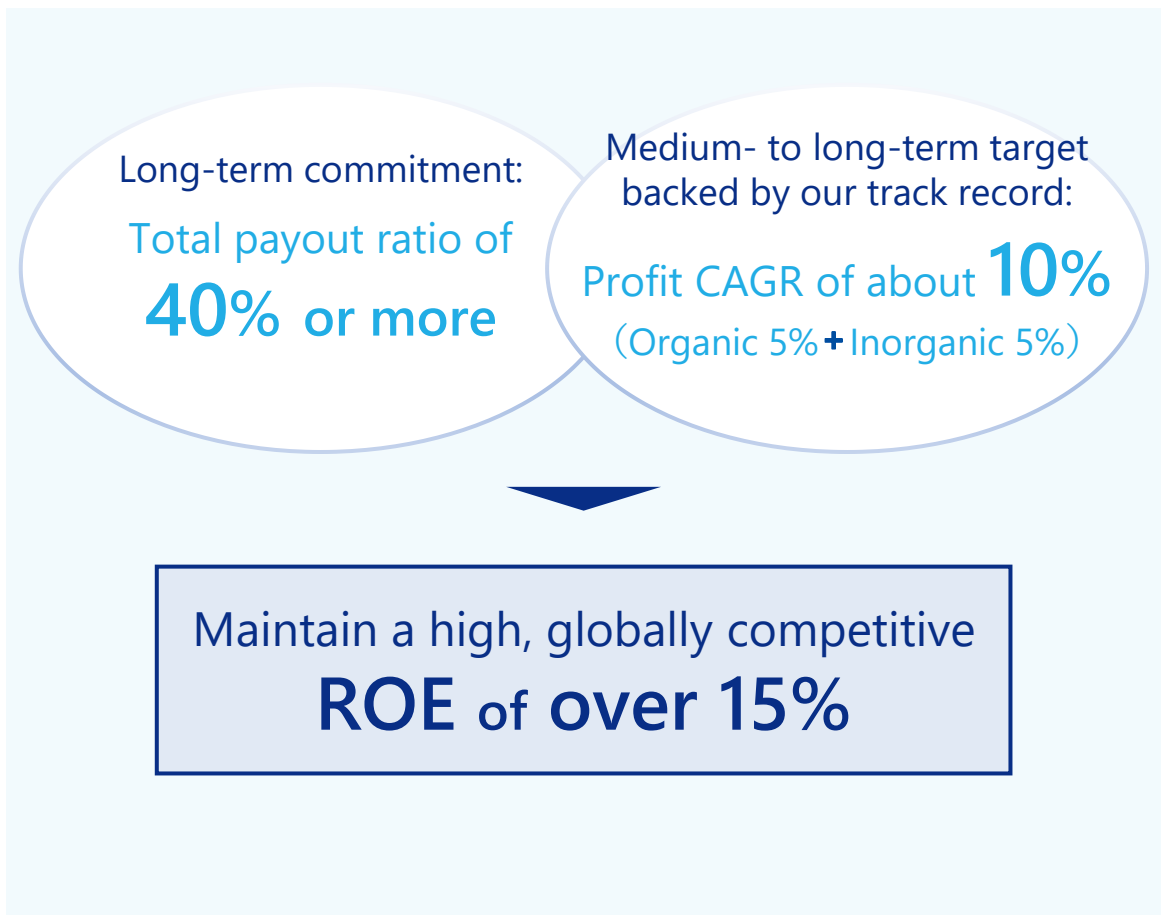 Long-term commitment:
Total payout ratio of
40% or more
Medium- to long-term target
backed by our track record:
Profit CAGR of about 10%
（Organic 5%+Inorganic 5%）
Maintain a high, globally competitive
ROE of over 15%